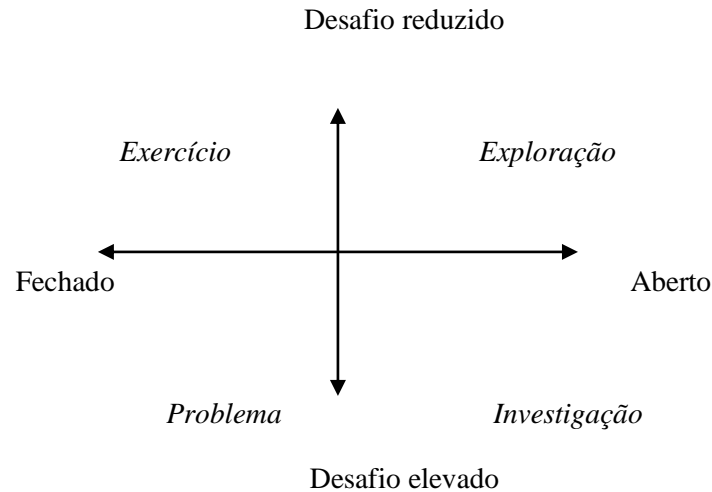 Desafio reduzido
Exercício Exploração
Fechado Aberto
Problema Investigação
Desafio elevado